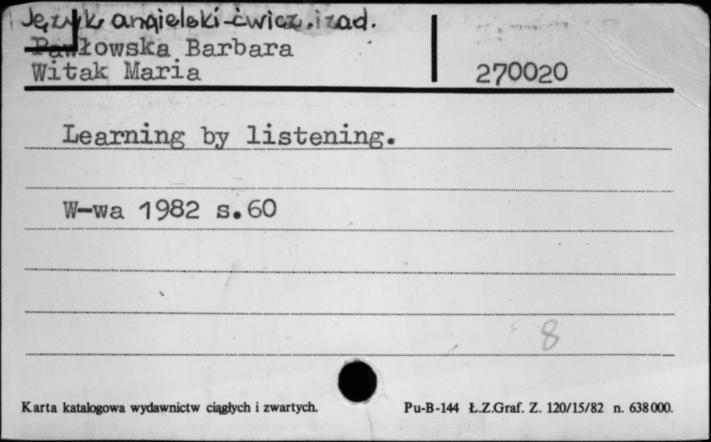 Język angielski-ćwicz. i zad.
Pawłowska Barbara
Witak Maria
270020
Learning by listening.
W-wa 1982 s.60
8
Karta katalogowa wydawnictw ciągłych i zwartych.
Pu-B-144 Ł.Z.Graf. Z. 120/15/82 n. 638000.